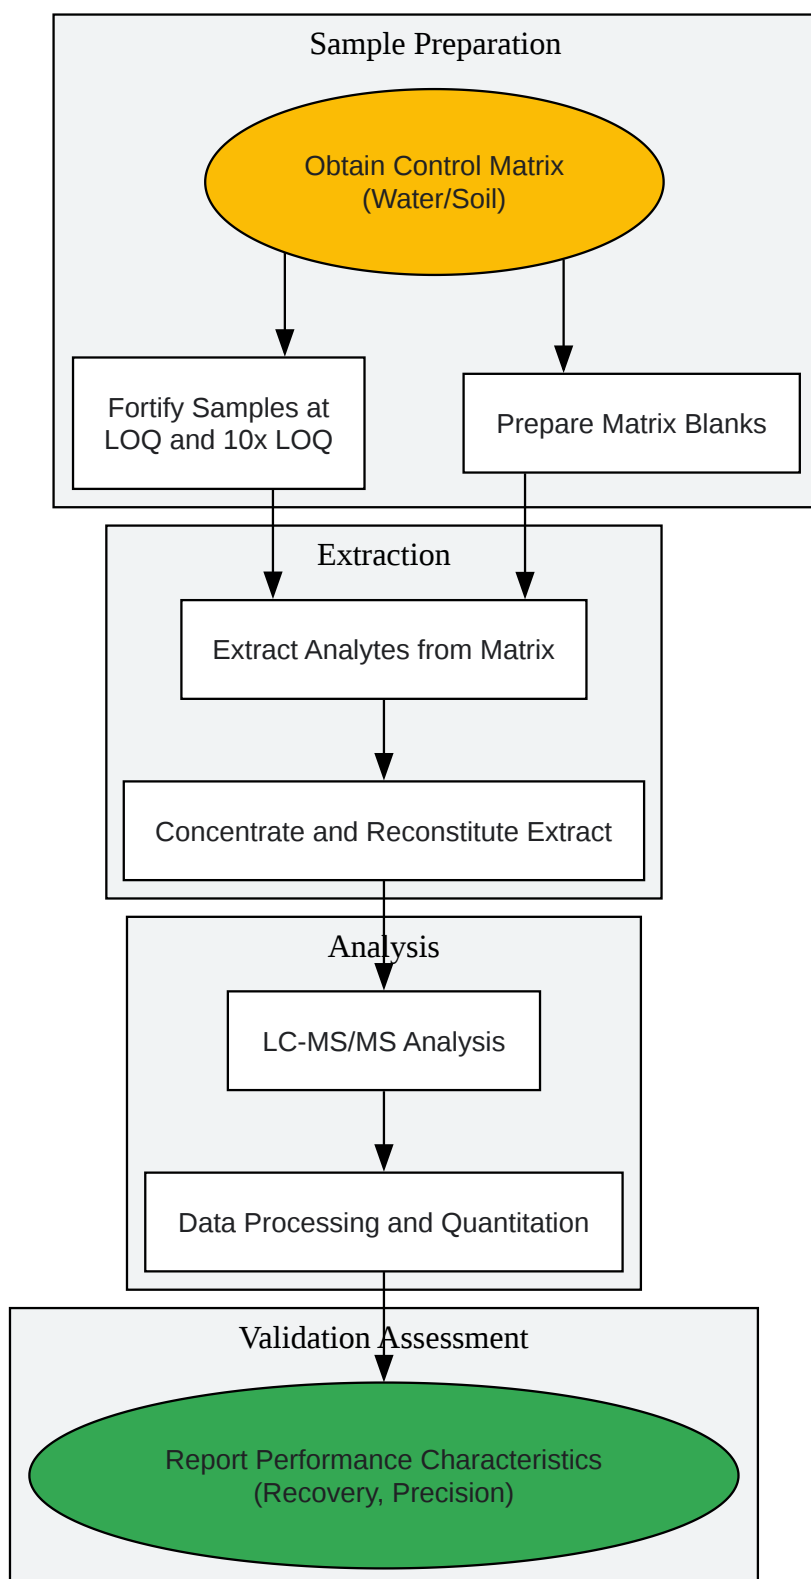 Sample Preparation
Obtain Control Matrix
(Water/Soil)
Fortify Samples at
LOQ and 10x LOQ
Prepare Matrix Blanks
Extraction
Extract Analytes from Matrix
Concentrate and Reconstitute Extract
Analysis
LC-MS/MS Analysis
Data Processing and Quantitation
Validation Assessment
Report Performance Characteristics
(Recovery, Precision)